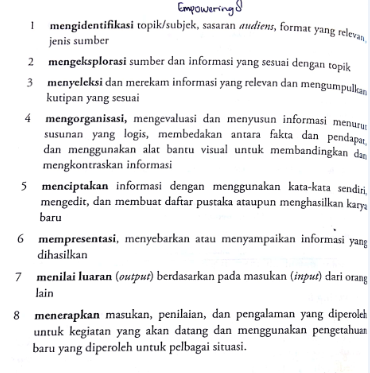 Empowering 8
1 mengidentifikasi topik/subjek, sasaran audiens, format yang relevan,
jenis sumber
2 mengeksplorasi sumber dan informasi yang sesuai dengan topik
3 menyeleksi dan merekam informasi yang relevan dan mengumpulkan
kutipan yang sesuai
4 mengorganisasi, mengevaluasi dan menyusun informasi menurut
susunan yang logis, membedakan antara fakta dan pendapat,
dan menggunakan alat bantu visual untuk membandingkan dan
mengkontraskan informasi
5 menciptakan informasi dengan menggunakan kata-kata sendiri,
mengedit, dan membuat daftar pustaka ataupun menghasilkan karya
baru
6 mempresentasi, menyebarkan atau menyampaikan informasi yang
dihasilkan
7 menilai luaran (output) berdasarkan pada masukan (input) dari orang
lain
8 menerapkan masukan, penilaian, dan pengalaman yang diperoleh
untuk kegiatan yang akan datang dan menggunakan pengetahuan
baru yang diperoleh untuk pelbagai situasi.